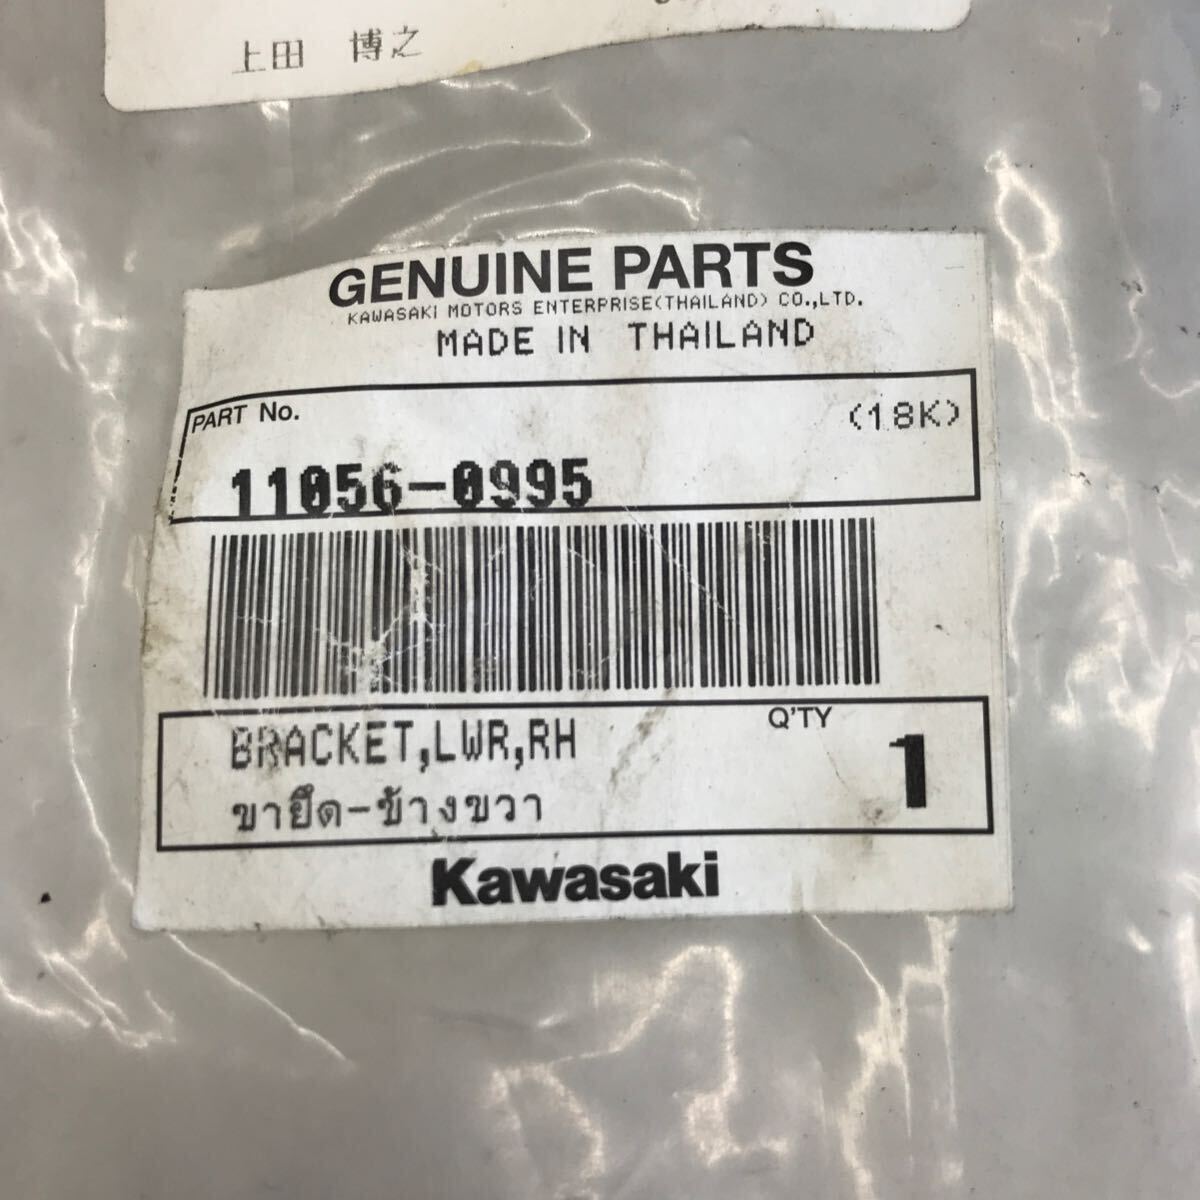 上田 博之
GENUINE PARTS
KAWASAKI MOTORS ENTERPRISE(THAILAND) CO.,LTD.
MADE IN THAILAND
PART No.
(18K)
11056-0995
BRACKET,LWR,RH
Q'TY
1
ขายึด-ข้างขวา
Kawasaki